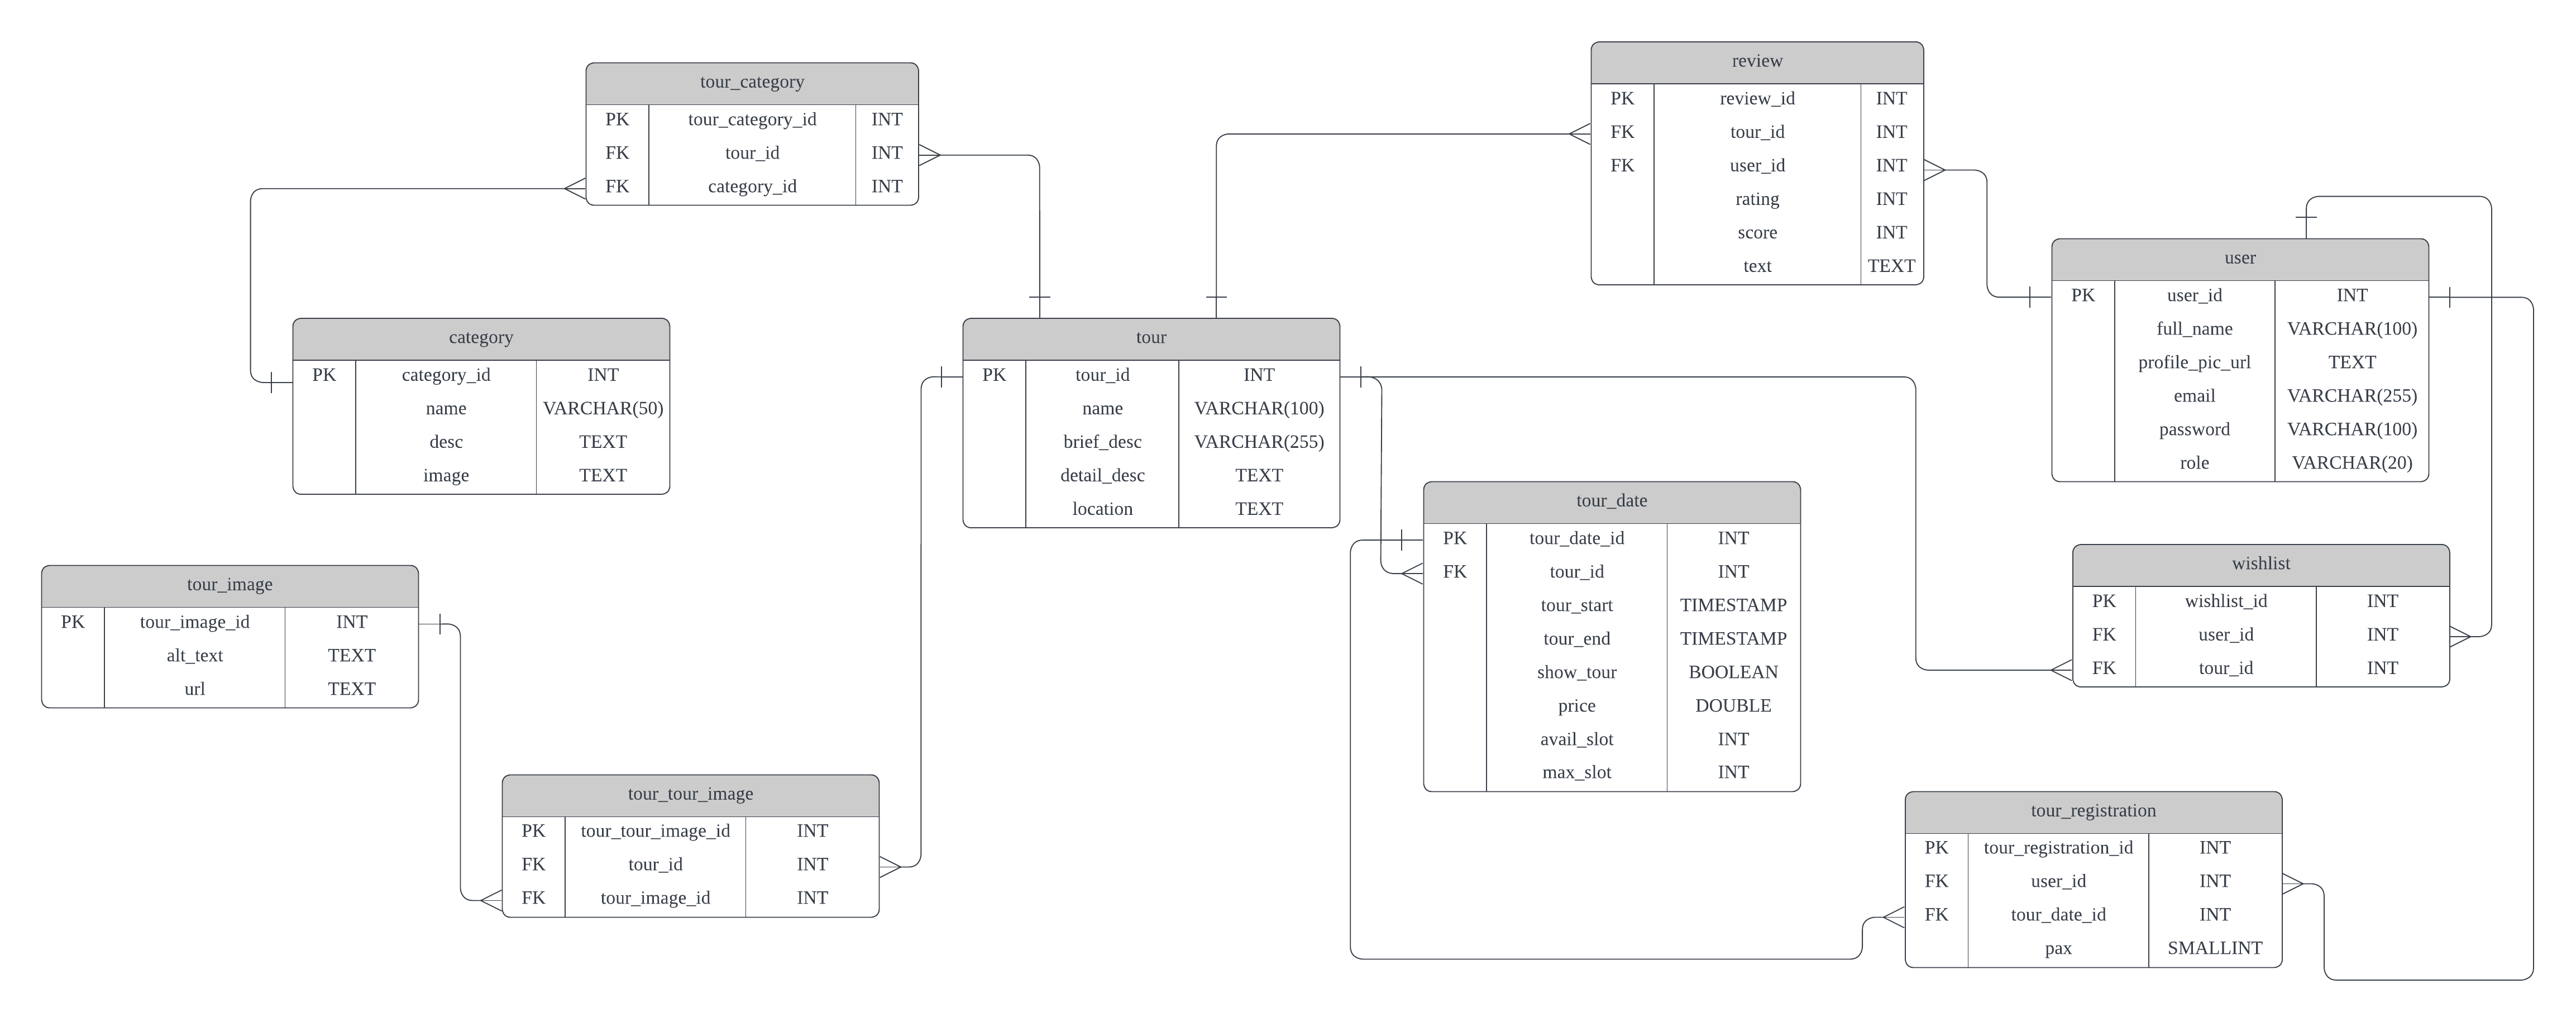 tour_category
PK tour_category_id INT
FK tour_id INT
FK category_id INT
review
PK review_id INT
FK tour_id INT
FK user_id INT
rating INT
score INT
text TEXT
user
PK user_id INT
full_name VARCHAR(100)
profile_pic_url TEXT
email VARCHAR(255)
password VARCHAR(100)
role VARCHAR(20)
category
PK category_id INT
name VARCHAR(50)
desc TEXT
image TEXT
tour
PK tour_id INT
name VARCHAR(100)
brief_desc VARCHAR(255)
detail_desc TEXT
location TEXT
tour_date
PK tour_date_id INT
FK tour_id INT
tour_start TIMESTAMP
tour_end TIMESTAMP
show_tour BOOLEAN
price DOUBLE
avail_slot INT
max_slot INT
wishlist
PK wishlist_id INT
FK user_id INT
FK tour_id INT
tour_image
PK tour_image_id INT
alt_text TEXT
url TEXT
tour_tour_image
PK tour_tour_image_id INT
FK tour_id INT
FK tour_image_id INT
tour_registration
PK tour_registration_id INT
FK user_id INT
FK tour_date_id INT
pax SMALLINT